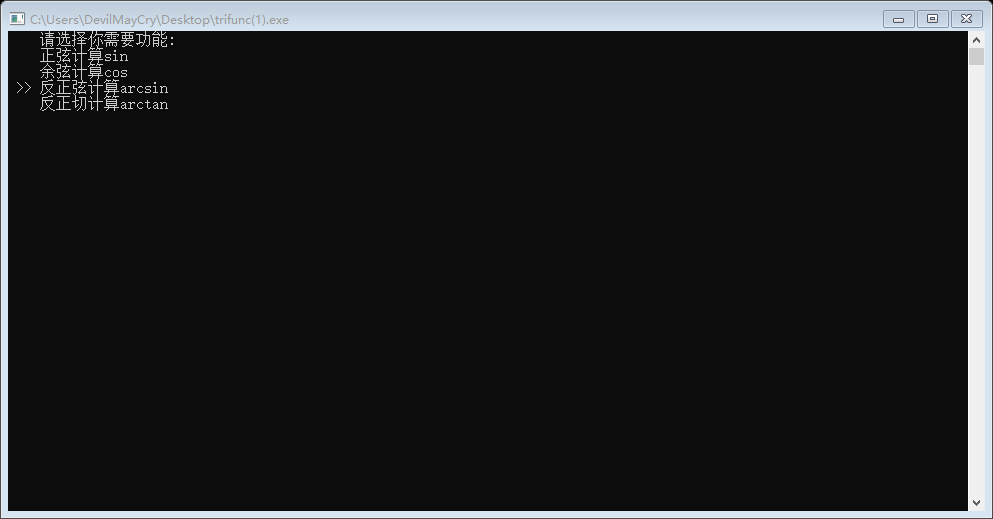 C:\Users\DevilMayCry\Desktop\trifunc(1).exe
请选择你需要功能:
正弦计算sin
余弦计算cos
>> 反正弦计算arcsin
反正切计算arctan